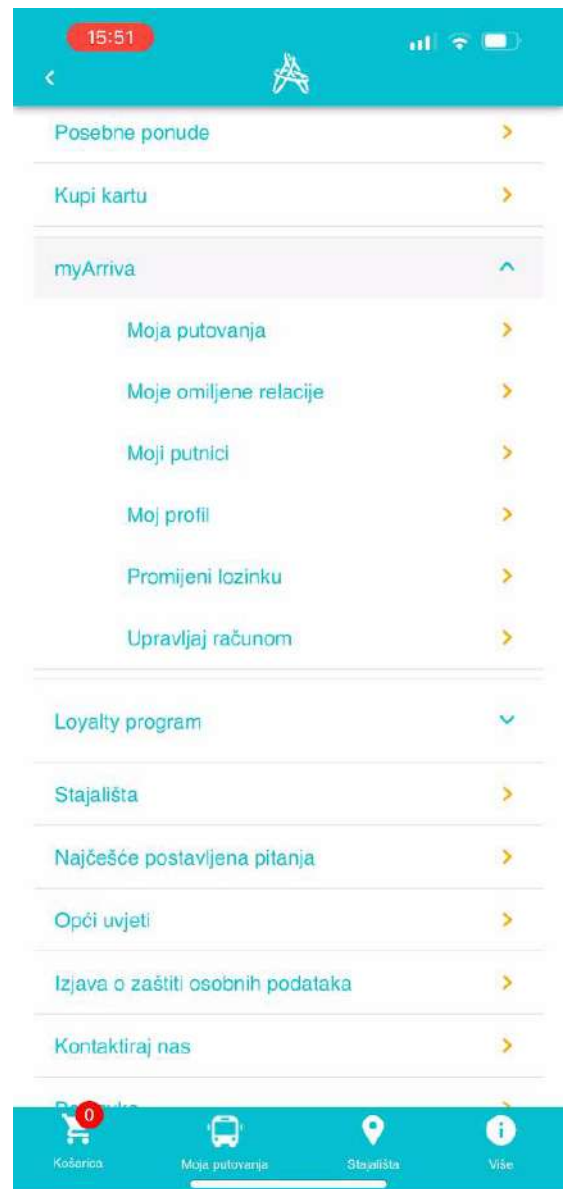 15:51
Posebne ponude
Kupi kartu
myArriva
Moja putovanja
Moje omiljene relacije
Moji putnici
Moj profil
Promijeni lozinku
Upravljaj računom
Loyalty program
Stajališta
Najčešće postavljena pitanja
Opći uvjeti
Izjava o zaštiti osobnih podataka
Kontaktiraj nas
0
Košarica
Moja putovanja
Stajališta
Više